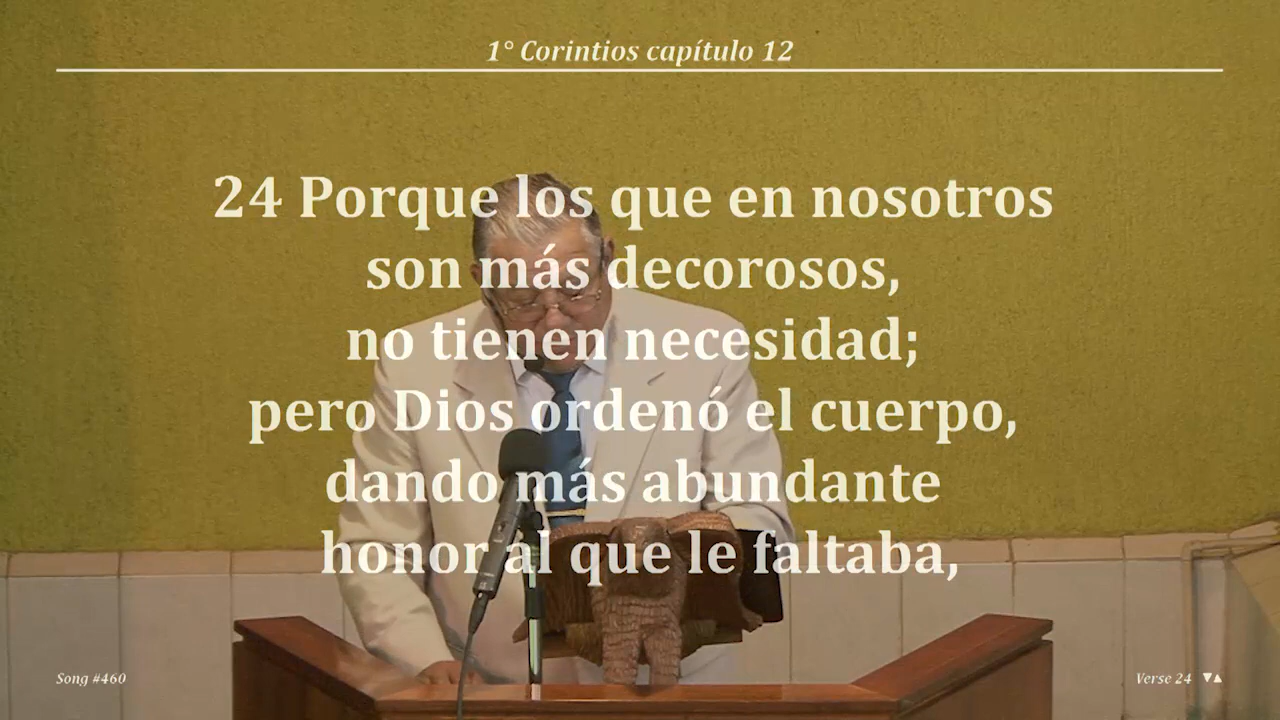 1° Corintios capítulo 12
24 Porque los que en nosotros
son más decorosos,
no tienen necesidad;
pero Dios ordenó el cuerpo,
dando más abundante
honor al que le faltaba,
Song #460
Verse 24 ▼▲